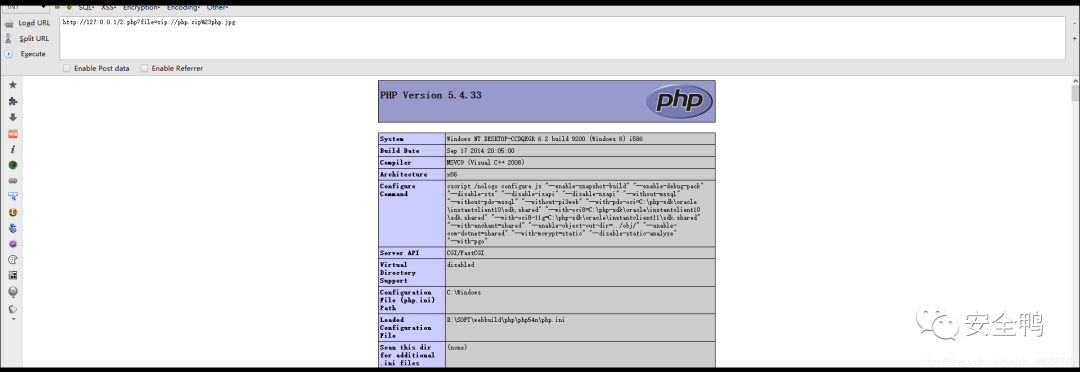 INT SQL- XSS- Encryption- Encoding- Other-
Load URL
http://127.0.0.1/2.php?file=zip://php.zip%23php.jpg
Split URL
Execute
Enable Post data Enable Referrer
PHP Version 5.4.33
php
System Windows NT DESKTOP-CCDQEGR 6.2 build 9200 (Windows 8) i586
Build Date Sep 17 2014 20:05:00
Compiler MSVC9 (Visual C++ 2008)
Architecture x86
Configure cscript /nologo configure.js "--enable-snapshot-build" "--enable-debug-pack"
Command "--disable-zts" "--disable-isapi" "--disable-nsapi" "--without-mssql"
"--without-pdo-mssql" "--without-pi3web" "--with-pdo-oci=C:\php-sdk\oracle
\instantclient10\sdk,shared" "--with-oci8=C:\php-sdk\oracle\instantclient10
\sdk,shared" "--with-oci8-11g=C:\php-sdk\oracle\instantclient11\sdk,shared"
"--with-enchant=shared" "--enable-object-out-dir=../obj/" "--enable-
com-dotnet=shared" "--with-mcrypt=static" "--disable-static-analyze"
"--with-pgo"
Server API CGI/FastCGI
Virtual disabled
Directory
Support
Configuration C:\Windows
File (php.ini)
Path
Loaded D:\SOFT\webbuild\php\php54n\php.ini
Configuration
File
Scan this dir (none)
for additional
.ini files
安全鸭